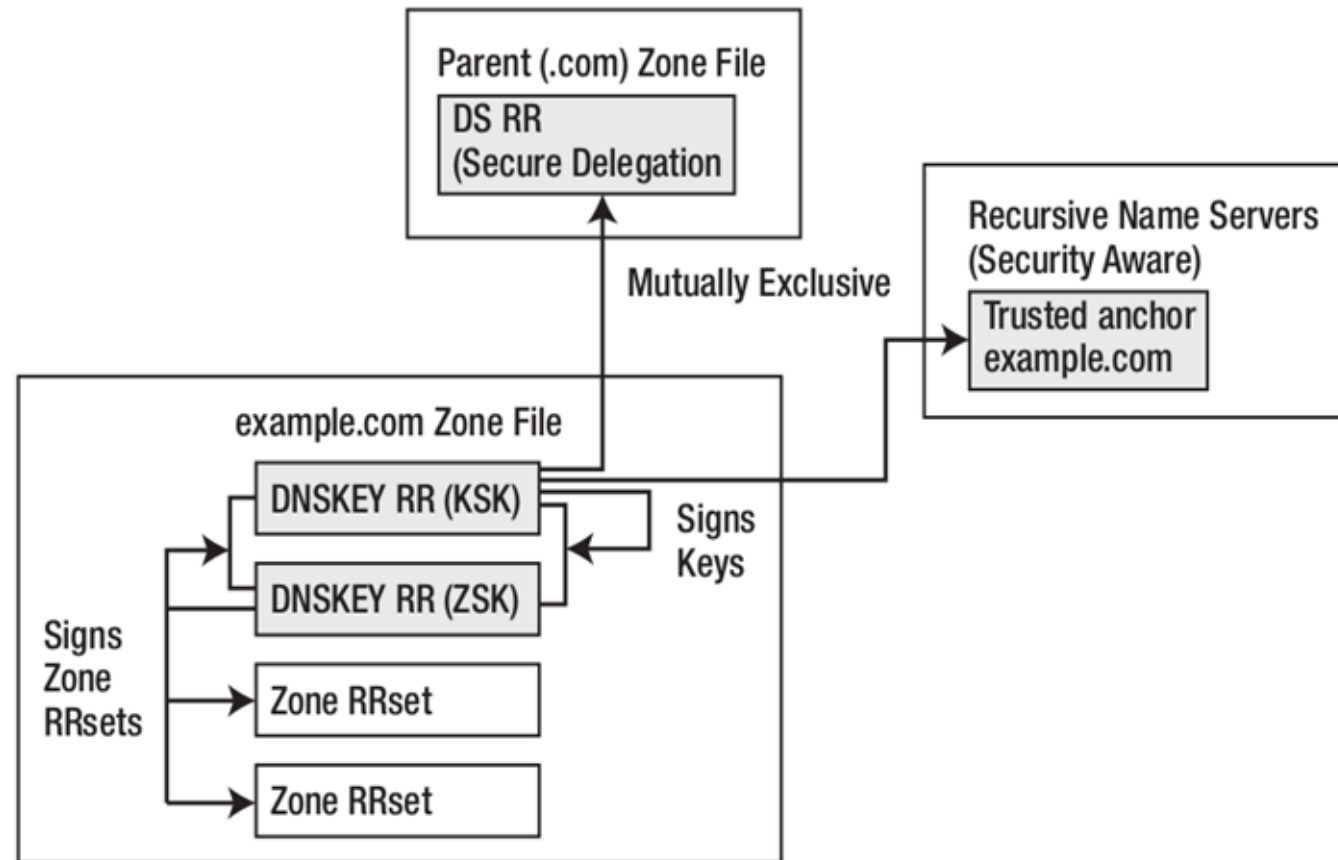 Parent (.com) Zone File
DS RR
(Secure Delegation
Recursive Name Servers
(Security Aware)
Trusted anchor
example.com
Mutually Exclusive
example.com Zone File
DNSKEY RR (KSK)
DNSKEY RR (ZSK)
Signs
Keys
Signs
Zone
RRsets
Zone RRset
Zone RRset